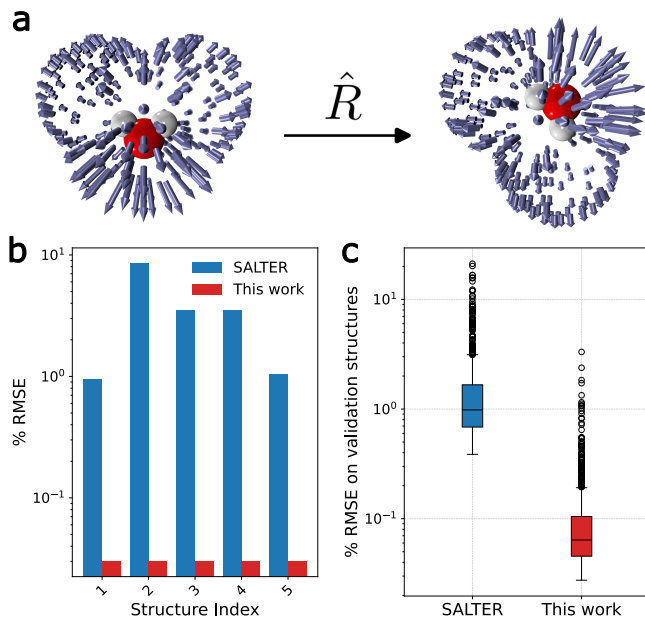 a
R̂
b
10¹
10⁰
10⁻¹
% RMSE
SALTER
This work
1
2
3
4
5
Structure Index
c
10¹
10⁰
10⁻¹
% RMSE on validation structures
SALTER
This work